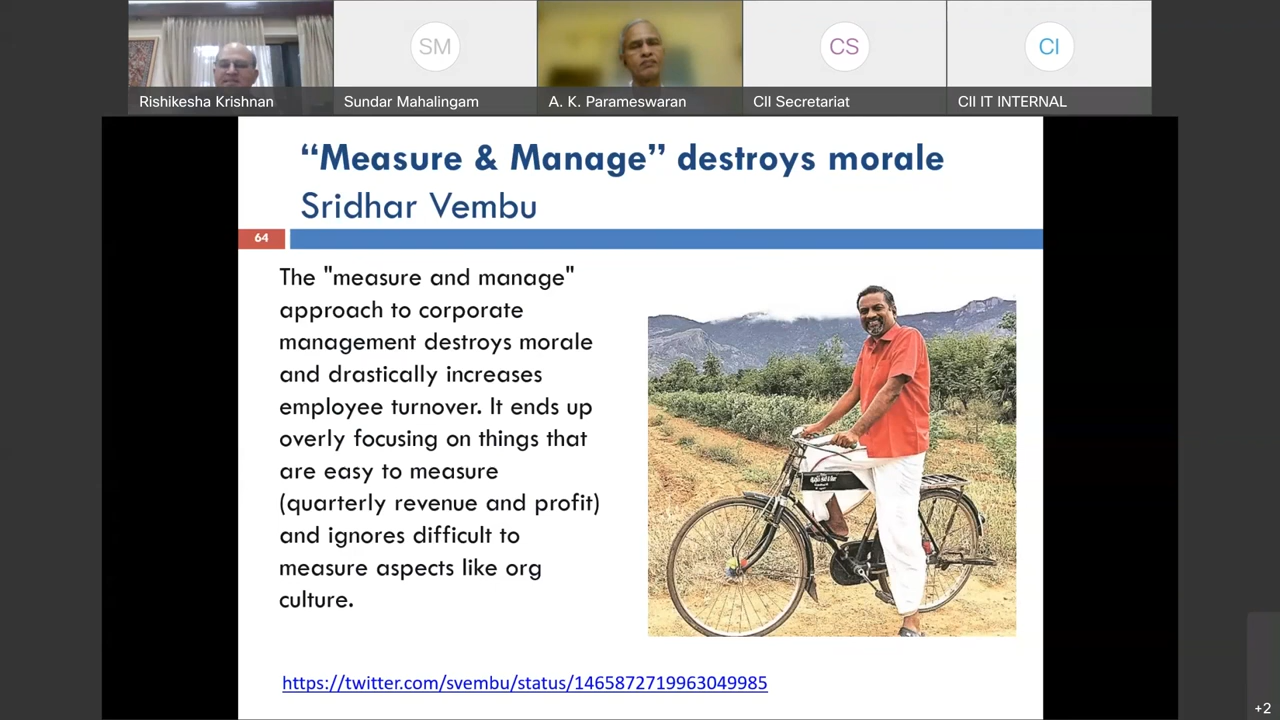 SM
CS
CI
Rishikesha Krishnan
Sundar Mahalingam
A. K. Parameswaran
CII Secretariat
CII IT INTERNAL
“Measure & Manage” destroys morale
Sridhar Vembu
64
The "measure and manage"
approach to corporate
management destroys morale
and drastically increases
employee turnover. It ends up
overly focusing on things that
are easy to measure
(quarterly revenue and profit)
and ignores difficult to
measure aspects like org
culture.
https://twitter.com/svembu/status/1465872719963049985
+2